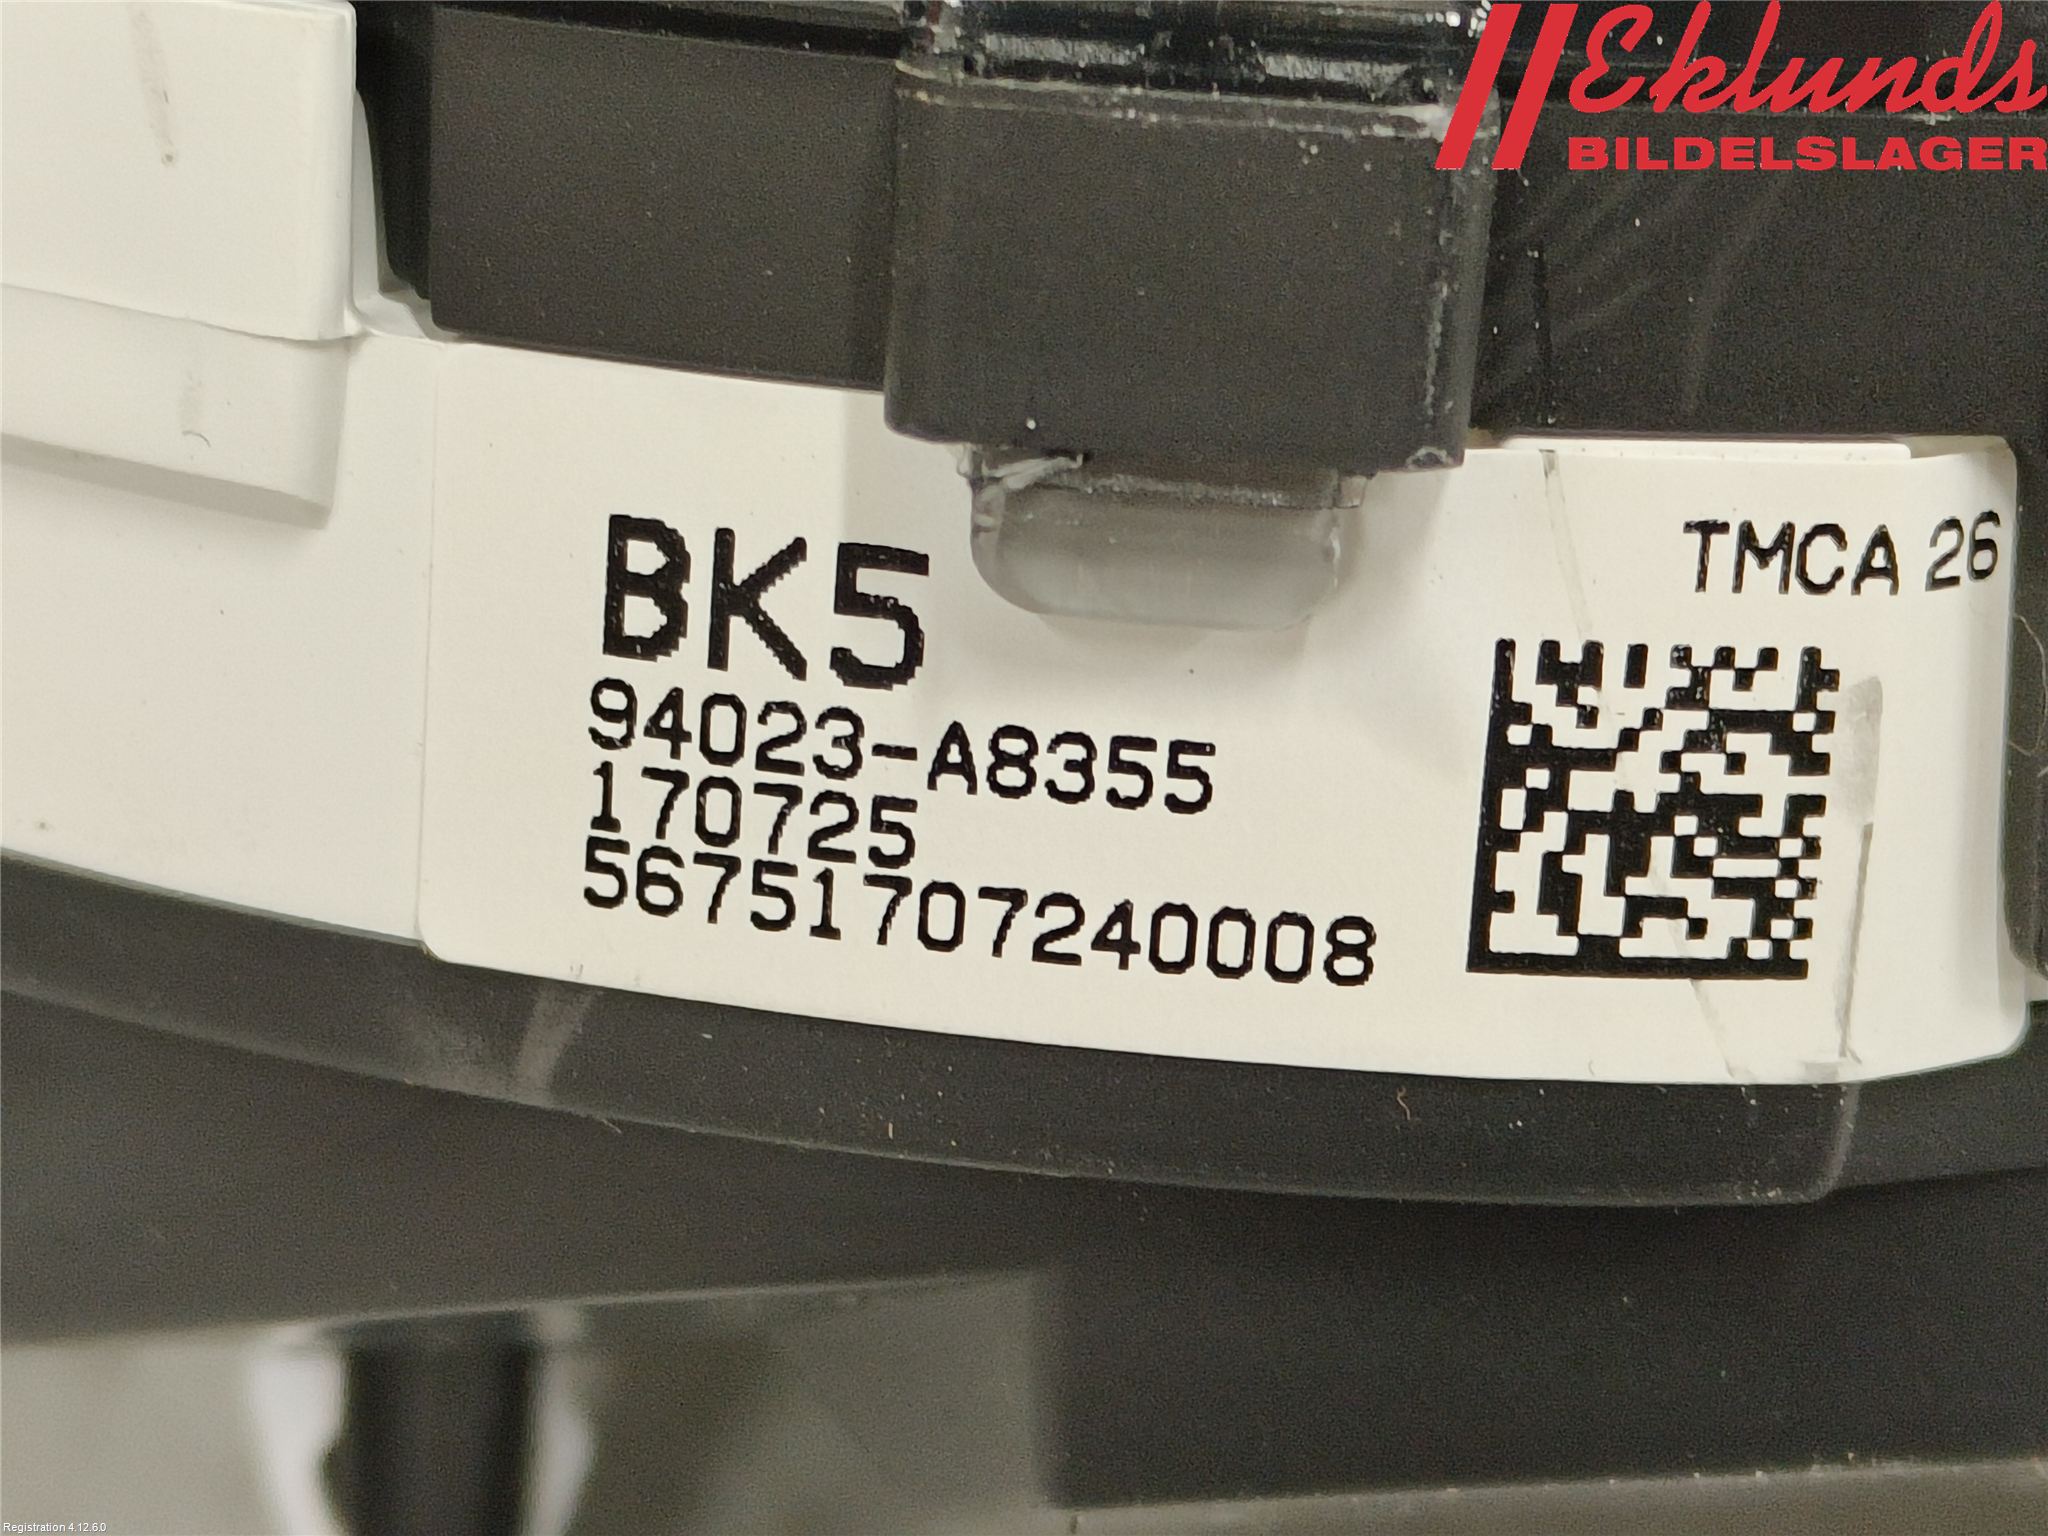 Eklunds
BILDELSLAGER
TMCA 26
BK5
94023-A8355
170725
56751707240008
Registration 4.12.6.0